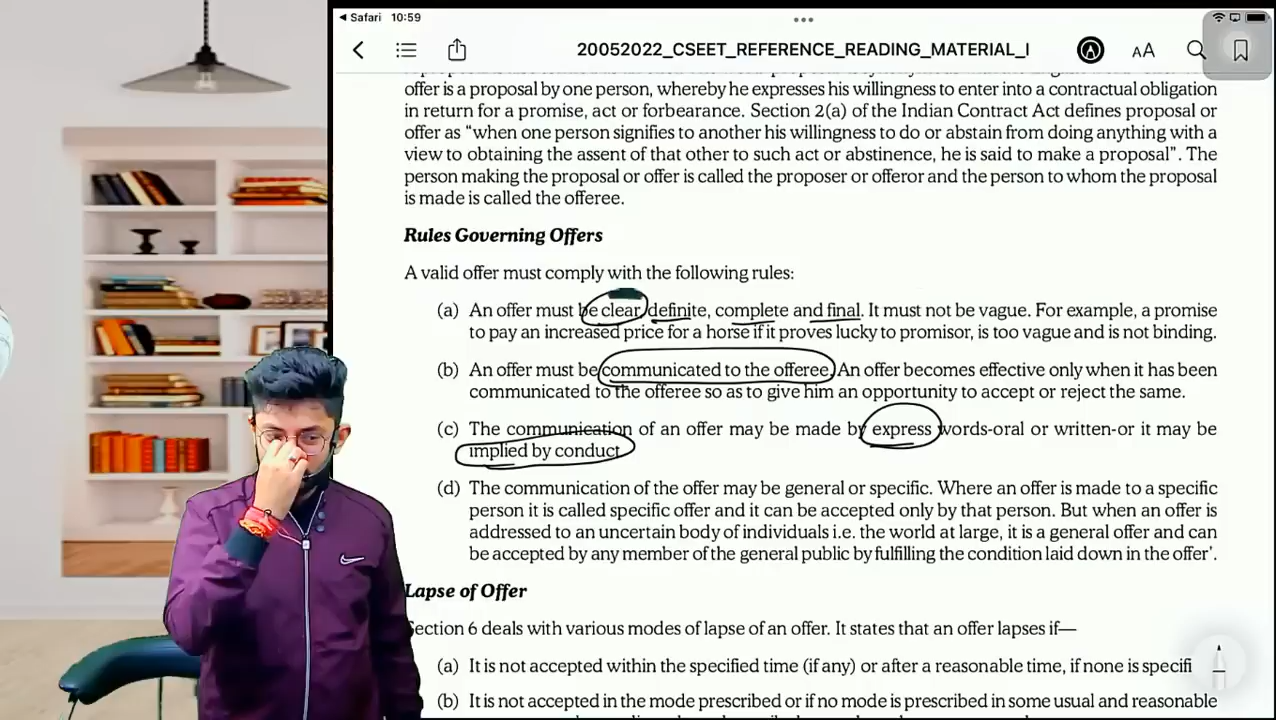 Safari 10:59
20052022_CSEET_REFERENCE_READING_MATERIAL_I
AA
offer is a proposal by one person, whereby he expresses his willingness to enter into a contractual obligation
in return for a promise, act or forbearance. Section 2(a) of the Indian Contract Act defines proposal or
offer as “when one person signifies to another his willingness to do or abstain from doing anything with a
view to obtaining the assent of that other to such act or abstinence, he is said to make a proposal”. The
person making the proposal or offer is called the proposer or offeror and the person to whom the proposal
is made is called the offeree.
Rules Governing Offers
A valid offer must comply with the following rules:
(a) An offer must be clear, definite, complete and final. It must not be vague. For example, a promise
to pay an increased price for a horse if it proves lucky to promisor, is too vague and is not binding.
(b) An offer must be communicated to the offeree. An offer becomes effective only when it has been
communicated to the offeree so as to give him an opportunity to accept or reject the same.
(c) The communication of an offer may be made by express words-oral or written-or it may be
implied by conduct.
(d) The communication of the offer may be general or specific. Where an offer is made to a specific
person it is called specific offer and it can be accepted only by that person. But when an offer is
addressed to an uncertain body of individuals i.e. the world at large, it is a general offer and can
be accepted by any member of the general public by fulfilling the condition laid down in the offer’.
Lapse of Offer
Section 6 deals with various modes of lapse of an offer. It states that an offer lapses if—
(a) It is not accepted within the specified time (if any) or after a reasonable time, if none is specifi
(b) It is not accepted in the mode prescribed or if no mode is prescribed in some usual and reasonable